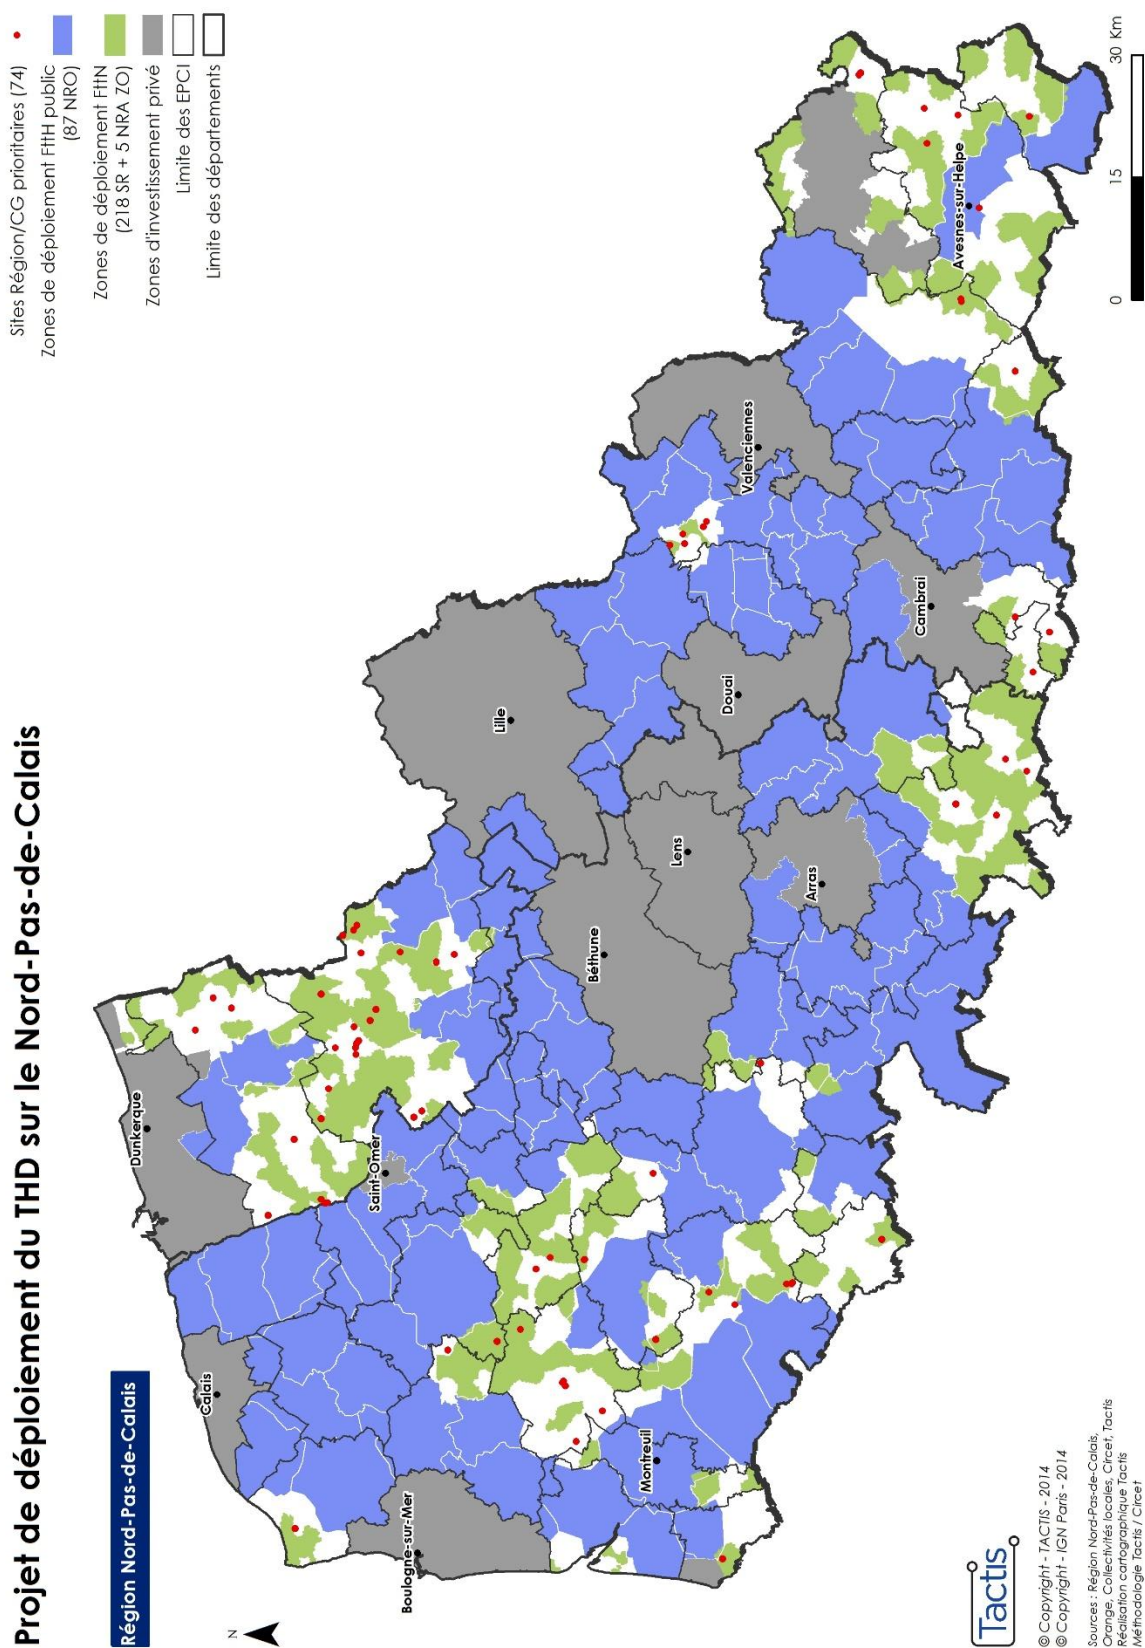 Projet de déploiement du THD sur le Nord-Pas-de-Calais
Région Nord-Pas-de-Calais
Sites Région/CG prioritaires (74)
Zones de déploiement FttH public
(87 NRO)
Zones de déploiement FttN
(218 SR + 5 NRA ZO)
Zones d'investissement privé
Limite des EPCI
Limite des départements
N
Dunkerque
Calais
Saint-Omer
Boulogne-sur-Mer
Lille
Béthune
Lens
Montreuil
Douai
Valenciennes
Arras
Cambrai
Avesnes-sur-Helpe
0 15 30 Km
Tactis
© Copyright - TACTIS - 2014
© Copyright - IGN Paris - 2014
Sources : Région Nord-Pas-de-Calais,
Orange, Collectivités locales, Circet, Tactis
Réalisation cartographique Tactis
Méthodologie Tactis / Circet